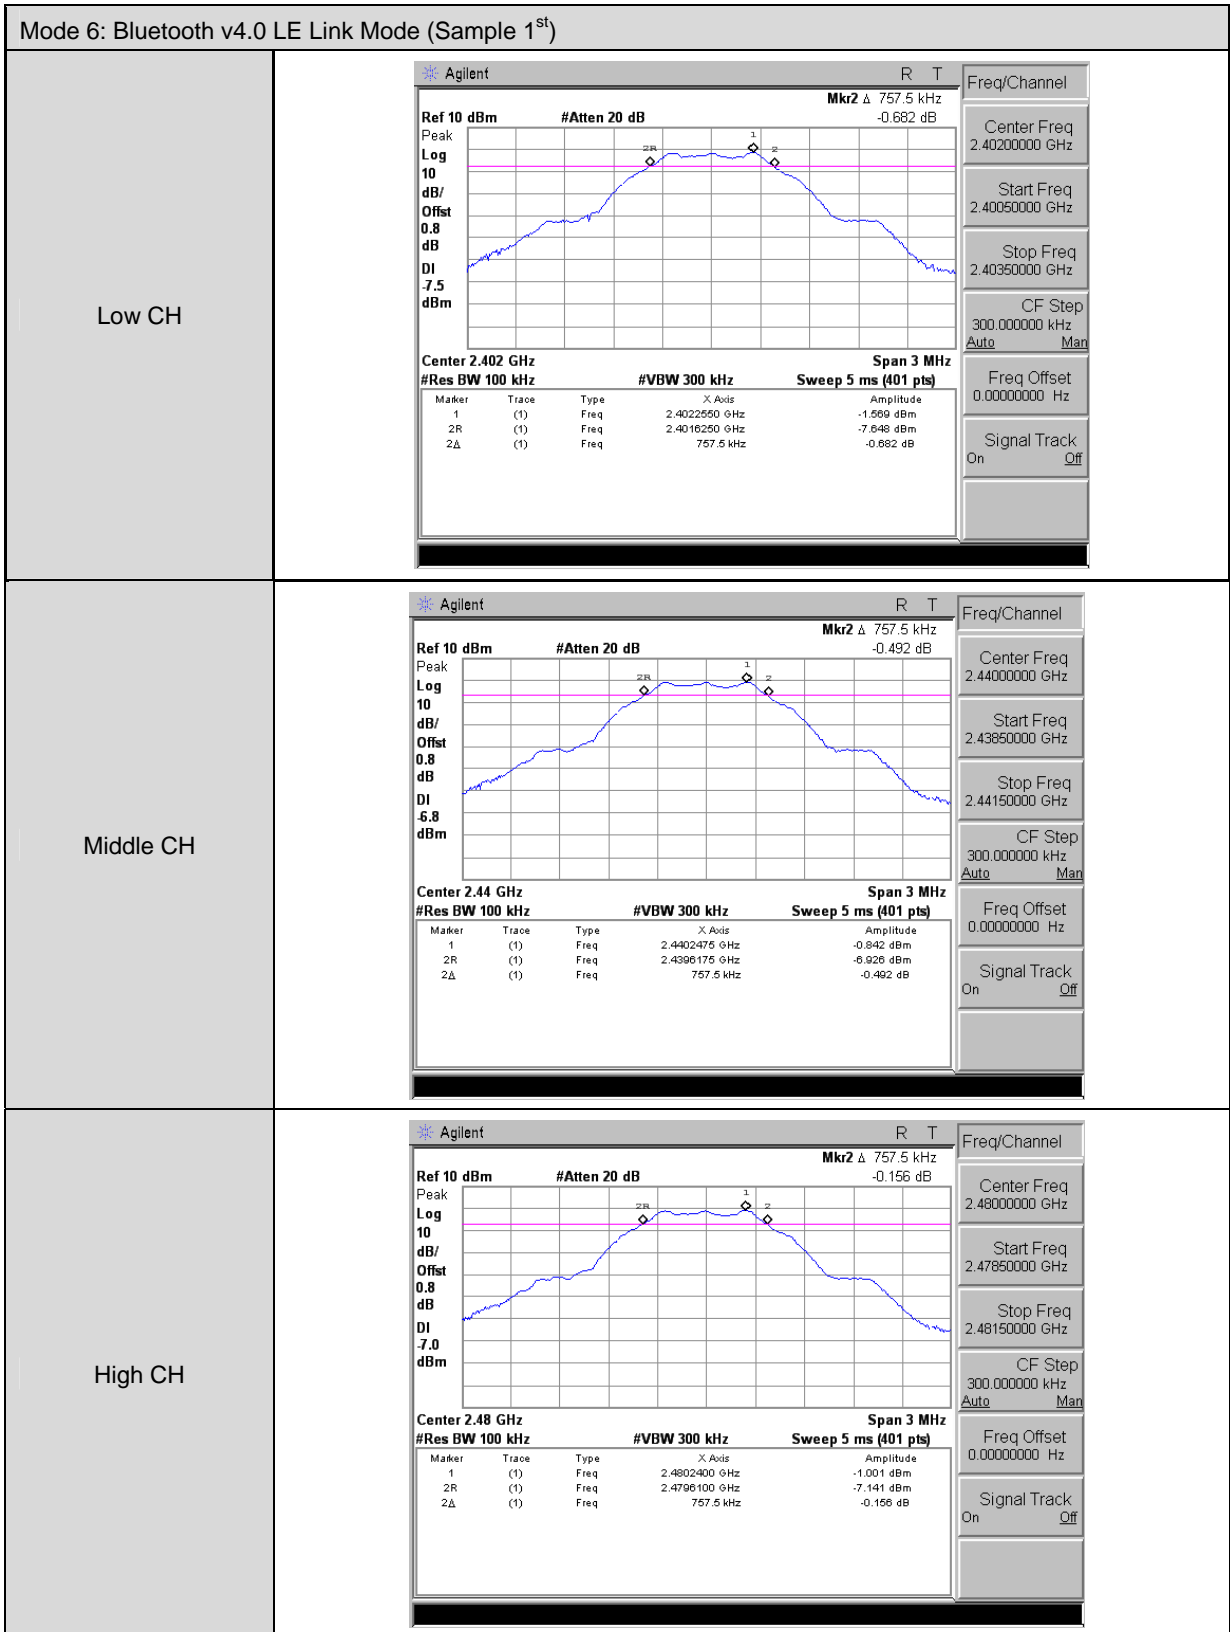 Mode 6: Bluetooth v4.0 LE Link Mode (Sample 1st)
Low CH
Agilent R T
Freq/Channel
Mkr2 Δ 757.5 kHz
Ref 10 dBm #Atten 20 dB -0.682 dB
Peak
Log
10
dB/
Offst
0.8
dB
DI
-7.5
dBm
2R 1 2
Center 2.402 GHz Span 3 MHz
#Res BW 100 kHz #VBW 300 kHz Sweep 5 ms (401 pts)
Marker Trace Type X Axis Amplitude
1 (1) Freq 2.4022550 GHz -1.569 dBm
2R (1) Freq 2.4016250 GHz -7.648 dBm
2Δ (1) Freq 757.5 kHz -0.682 dB
Center Freq
2.40200000 GHz
Start Freq
2.40050000 GHz
Stop Freq
2.40350000 GHz
CF Step
300.000000 kHz
Auto Man
Freq Offset
0.00000000 Hz
Signal Track
On Off
Middle CH
Agilent R T
Freq/Channel
Mkr2 Δ 757.5 kHz
Ref 10 dBm #Atten 20 dB -0.492 dB
Peak
Log
10
dB/
Offst
0.8
dB
DI
-6.8
dBm
2R 1 2
Center 2.44 GHz Span 3 MHz
#Res BW 100 kHz #VBW 300 kHz Sweep 5 ms (401 pts)
Marker Trace Type X Axis Amplitude
1 (1) Freq 2.4402475 GHz -0.842 dBm
2R (1) Freq 2.4396175 GHz -6.926 dBm
2Δ (1) Freq 757.5 kHz -0.492 dB
Center Freq
2.44000000 GHz
Start Freq
2.43850000 GHz
Stop Freq
2.44150000 GHz
CF Step
300.000000 kHz
Auto Man
Freq Offset
0.00000000 Hz
Signal Track
On Off
High CH
Agilent R T
Freq/Channel
Mkr2 Δ 757.5 kHz
Ref 10 dBm #Atten 20 dB -0.156 dB
Peak
Log
10
dB/
Offst
0.8
dB
DI
-7.0
dBm
2R 1 2
Center 2.48 GHz Span 3 MHz
#Res BW 100 kHz #VBW 300 kHz Sweep 5 ms (401 pts)
Marker Trace Type X Axis Amplitude
1 (1) Freq 2.4802400 GHz -1.001 dBm
2R (1) Freq 2.4796100 GHz -7.141 dBm
2Δ (1) Freq 757.5 kHz -0.156 dB
Center Freq
2.48000000 GHz
Start Freq
2.47850000 GHz
Stop Freq
2.48150000 GHz
CF Step
300.000000 kHz
Auto Man
Freq Offset
0.00000000 Hz
Signal Track
On Off